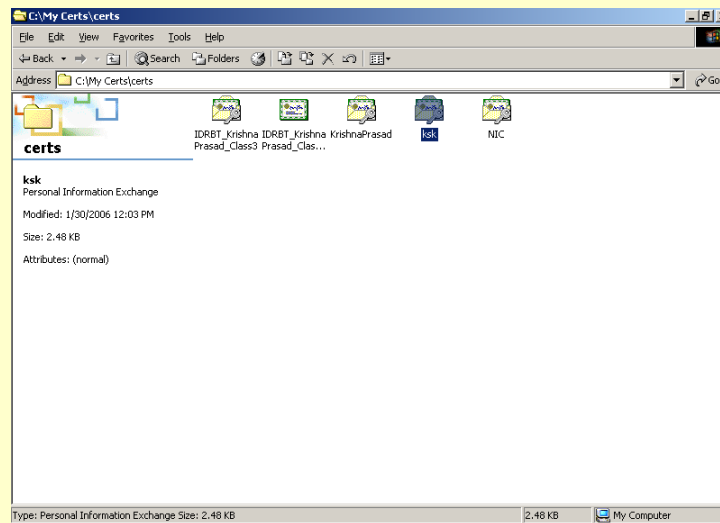 C:\My Certs\certs
File Edit View Favorites Tools Help
Back Search Folders
Address C:\My Certs\certs Go
IDRBT_Krishna IDRBT_Krishna KrishnaPrasad ksk NIC
Prasad_Class3 Prasad_Clas...
certs
ksk
Personal Information Exchange
Modified: 1/30/2006 12:03 PM
Size: 2.48 KB
Attributes: (normal)
Type: Personal Information Exchange Size: 2.48 KB 2.48 KB My Computer